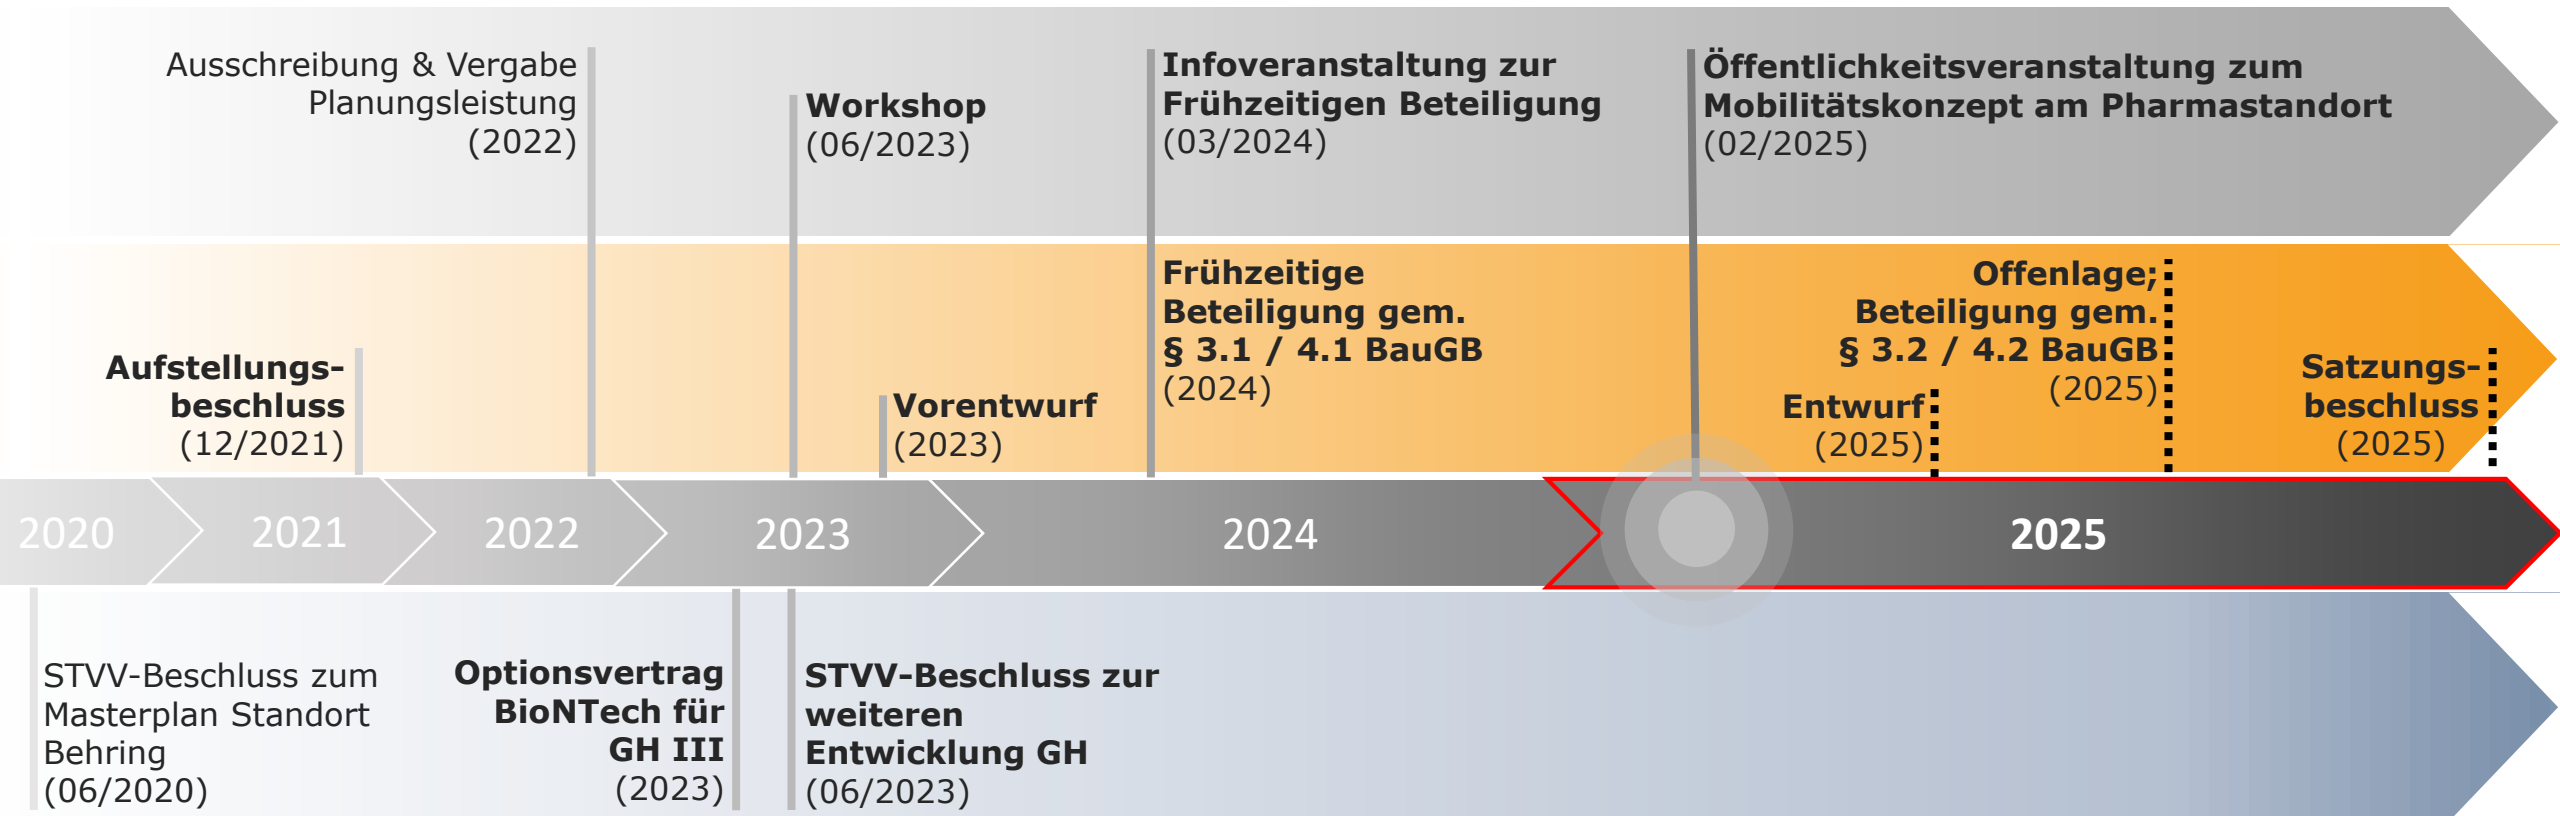 Ausschreibung & Vergabe
Planungsleistung
(2022)
Workshop
(06/2023)
Infoveranstaltung zur
Frühzeitigen Beteiligung
(03/2024)
Öffentlichkeitsveranstaltung zum
Mobilitätskonzept am Pharmastandort
(02/2025)
Aufstellungs-
beschluss
(12/2021)
Vorentwurf
(2023)
Frühzeitige
Beteiligung gem.
§ 3.1 / 4.1 BauGB
(2024)
Entwurf
(2025)
Offenlage;
Beteiligung gem.
§ 3.2 / 4.2 BauGB
(2025)
Satzungs-
beschluss
(2025)
2020
2021
2022
2023
2024
2025
STVV-Beschluss zum
Masterplan Standort
Behring
(06/2020)
Optionsvertrag
BioNTech für
GH III
(2023)
STVV-Beschluss zur
weiteren
Entwicklung GH
(06/2023)